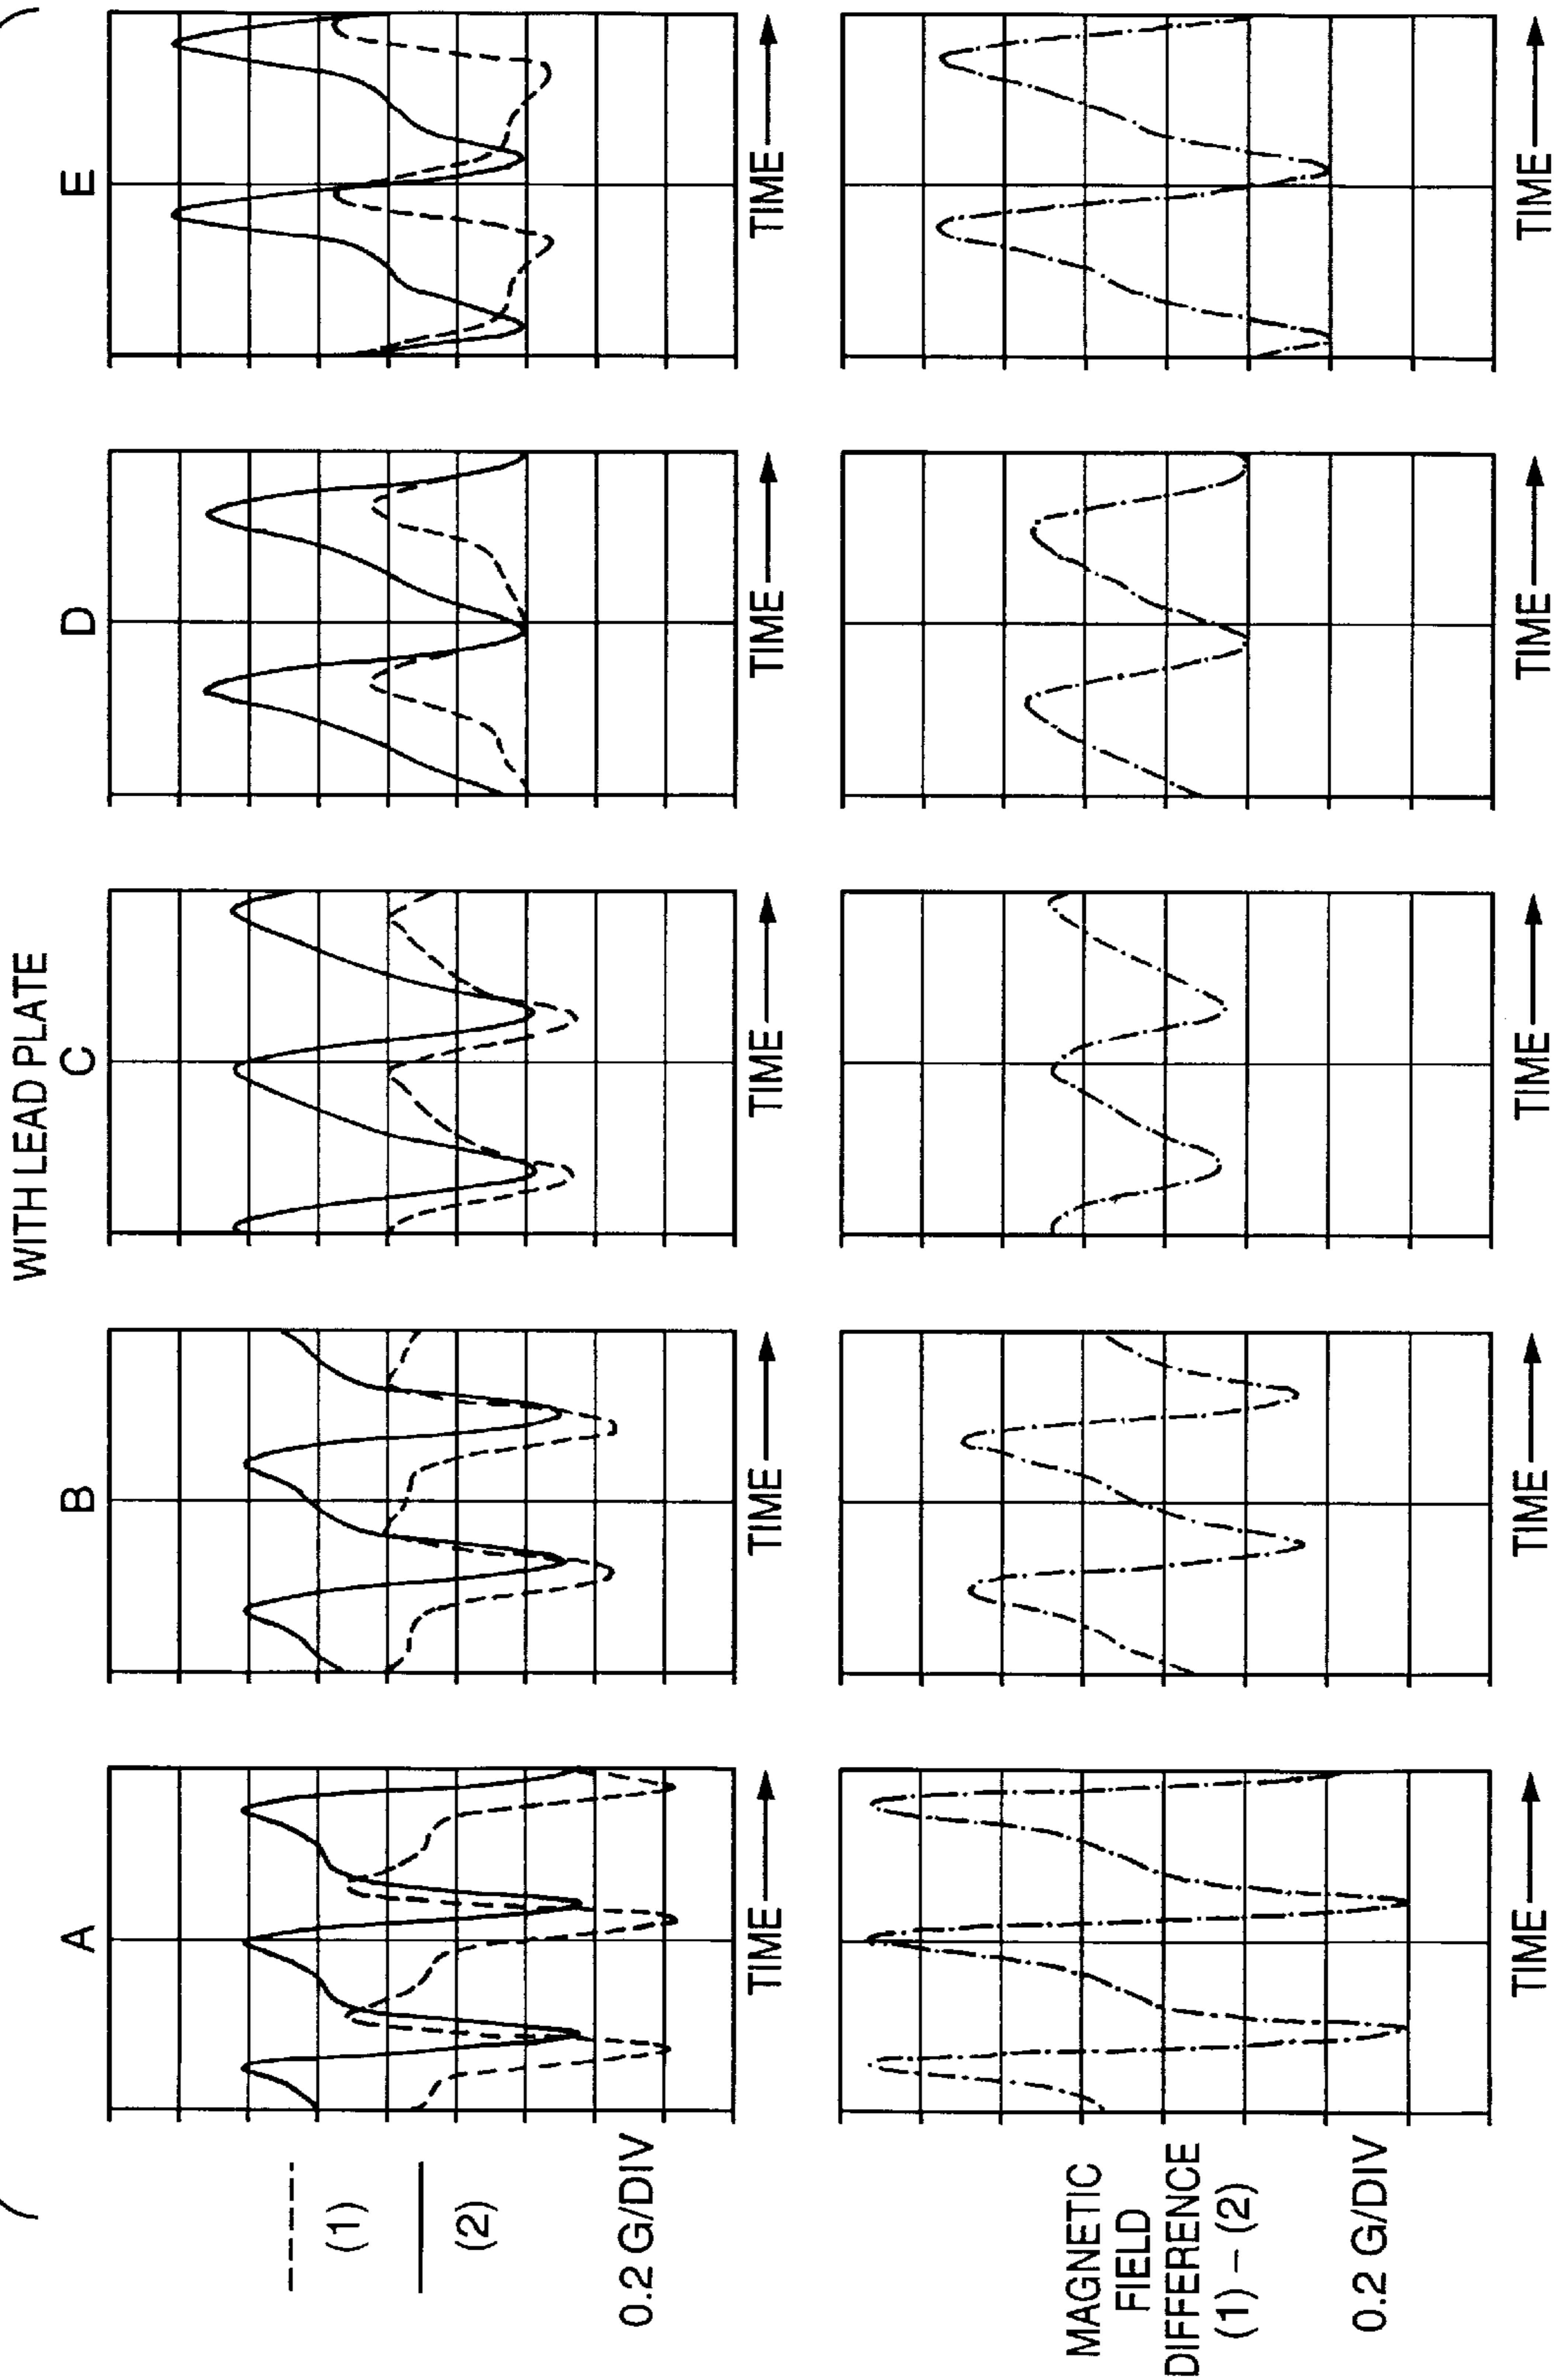 WITH LEAD PLATE
A
B
C
D
E
(1)
(2)
0.2 G/DIV
TIME
TIME
TIME
TIME
TIME
MAGNETIC
FIELD
DIFFERENCE
(1) – (2)
0.2 G/DIV
TIME
TIME
TIME
TIME
TIME